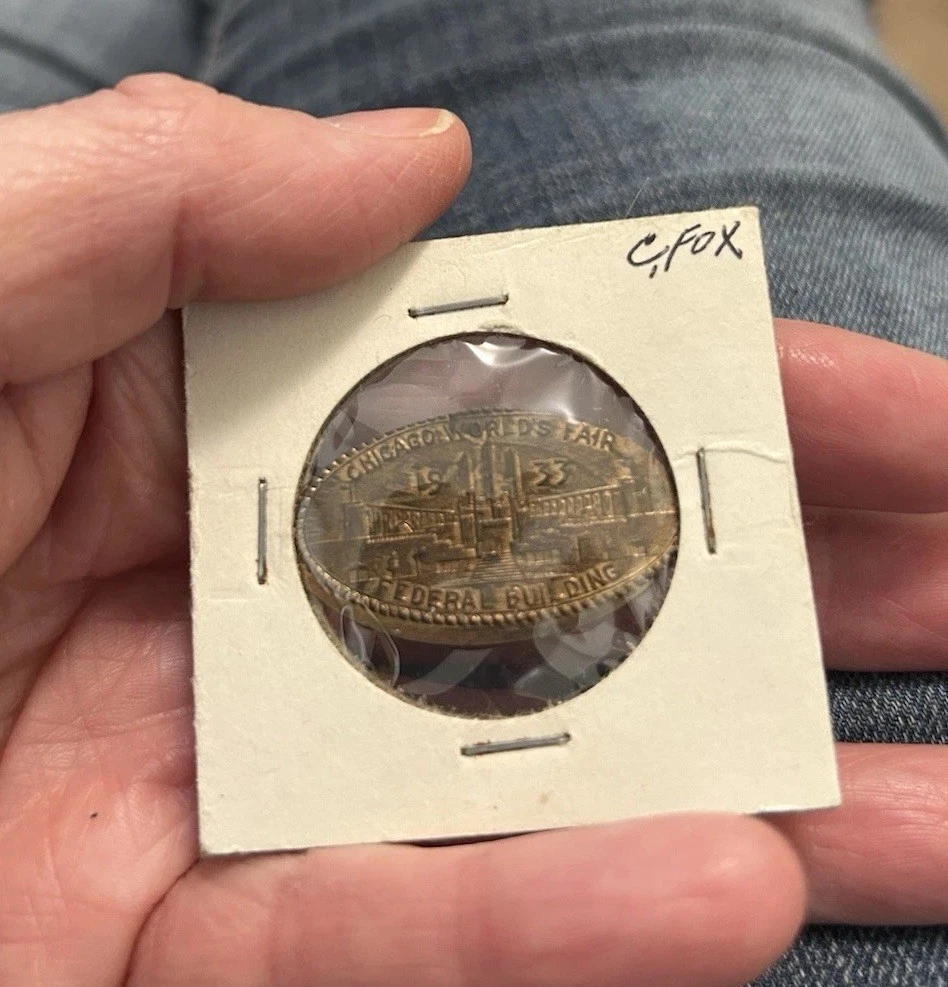 C, FOX
CHICAGO WORLD'S FAIR
19 33
FEDERAL BUILDING